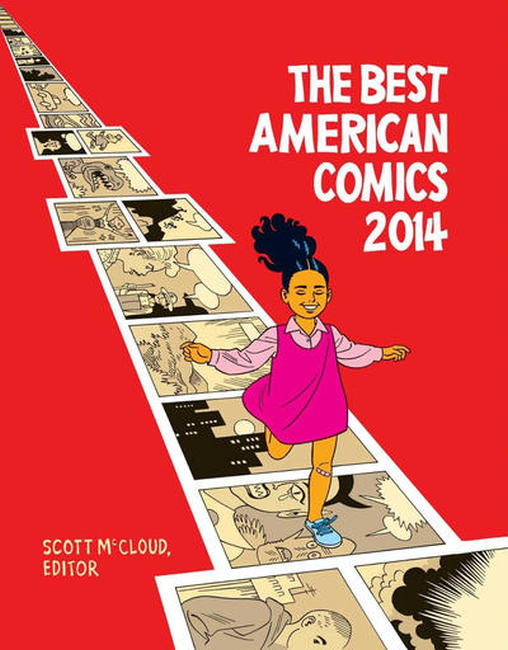 THE BEST
AMERICAN
COMICS
2014
SCOTT McCLOUD,
EDITOR